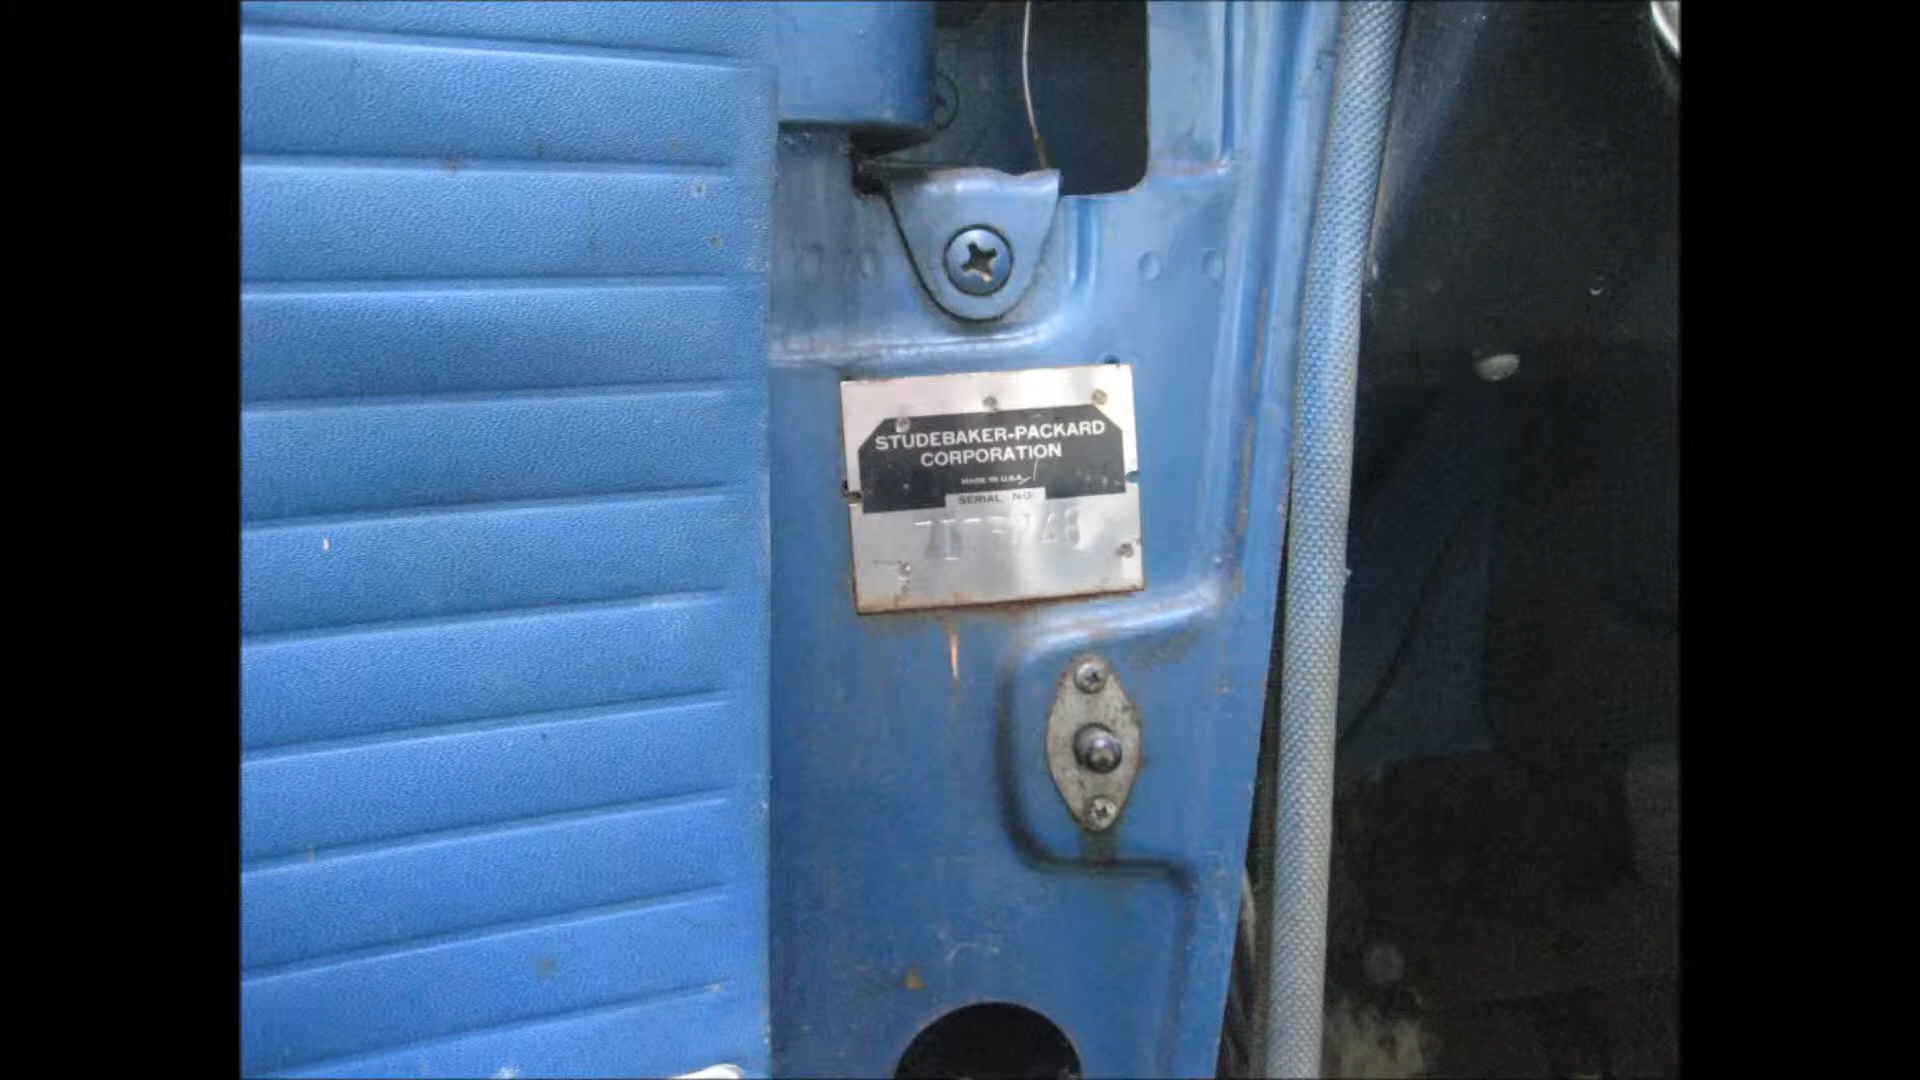 STUDEBAKER-PACKARD
CORPORATION
MADE IN U.S.A.
SERIAL NO.